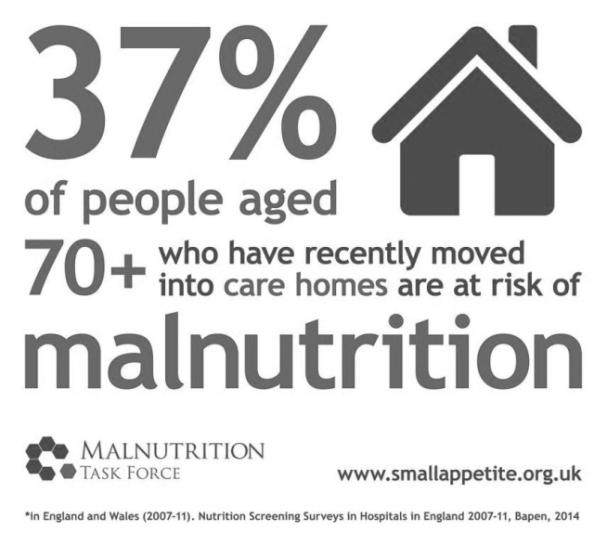 37%
of people aged
70+ who have recently moved
into care homes are at risk of
malnutrition
MALNUTRITION
TASK FORCE
www.smallappetite.org.uk
*in England and Wales (2007-11). Nutrition Screening Surveys in Hospitals in England 2007-11, Bapen, 2014